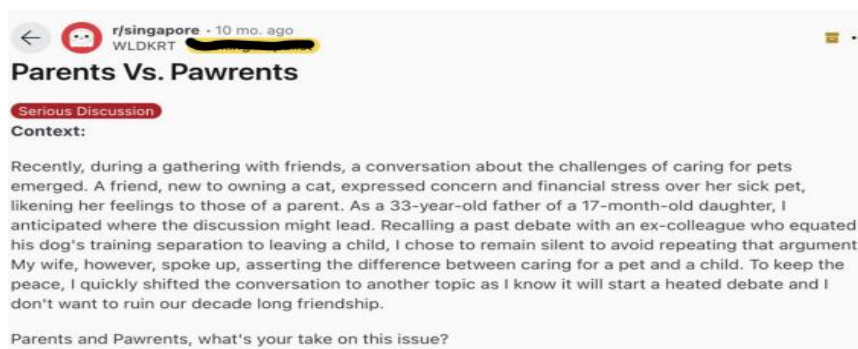 r/singapore · 10 mo. ago
WLDKRT
Parents Vs. Pawrents
Serious Discussion
Context:
Recently, during a gathering with friends, a conversation about the challenges of caring for pets
emerged. A friend, new to owning a cat, expressed concern and financial stress over her sick pet,
likening her feelings to those of a parent. As a 33-year-old father of a 17-month-old daughter, I
anticipated where the discussion might lead. Recalling a past debate with an ex-colleague who equated
his dog's training separation to leaving a child, I chose to remain silent to avoid repeating that argument
My wife, however, spoke up, asserting the difference between caring for a pet and a child. To keep the
peace, I quickly shifted the conversation to another topic as I know it will start a heated debate and I
don't want to ruin our decade long friendship.
Parents and Pawrents, what's your take on this issue?